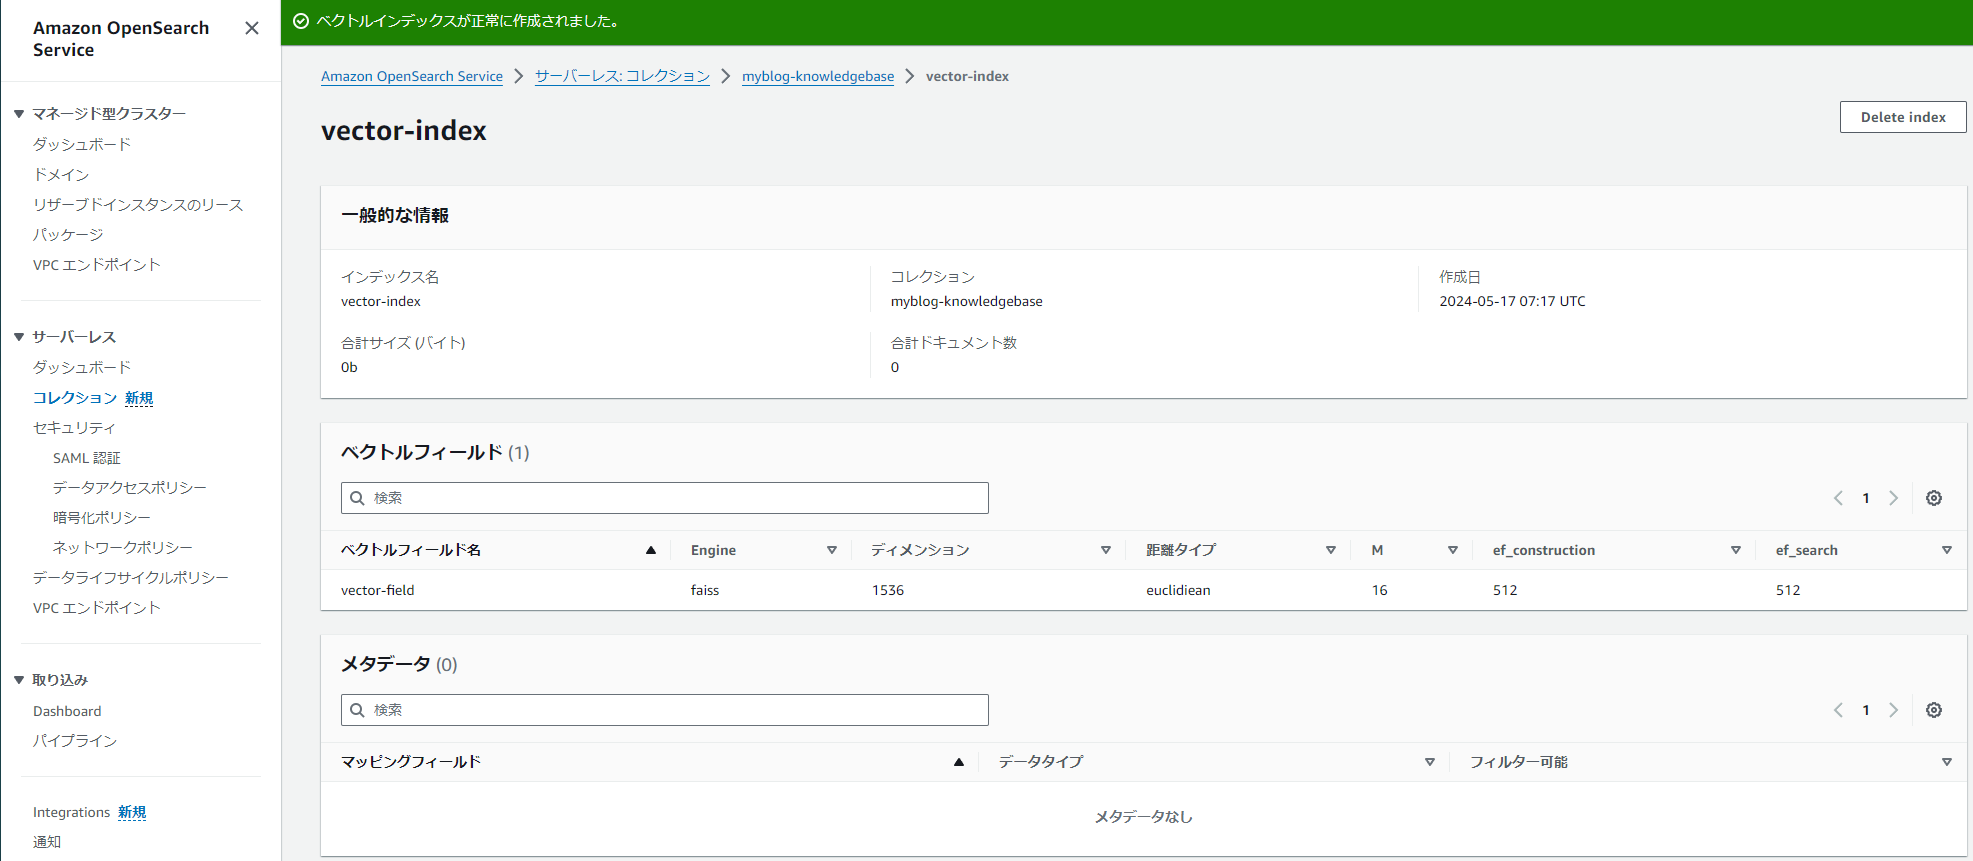 Amazon OpenSearch
Service
マネージド型クラスター
ダッシュボード
ドメイン
リザーブドインスタンスのリース
パッケージ
VPC エンドポイント
サーバーレス
ダッシュボード
コレクション 新規
セキュリティ
SAML 認証
データアクセスポリシー
暗号化ポリシー
ネットワークポリシー
データライフサイクルポリシー
VPC エンドポイント
取り込み
Dashboard
パイプライン
Integrations 新規
通知
ベクトルインデックスが正常に作成されました。
Amazon OpenSearch Service サーバーレス: コレクション myblog-knowledgebase vector-index
vector-index
Delete index
一般的な情報
インデックス名 コレクション 作成日
vector-index myblog-knowledgebase 2024-05-17 07:17 UTC
合計サイズ (バイト) 合計ドキュメント数
0b 0
ベクトルフィールド (1)
検索 1
ベクトルフィールド名 Engine ディメンション 距離タイプ M ef_construction ef_search
vector-field faiss 1536 euclidiean 16 512 512
メタデータ (0)
検索 1
マッピングフィールド データタイプ フィルター可能
メタデータなし